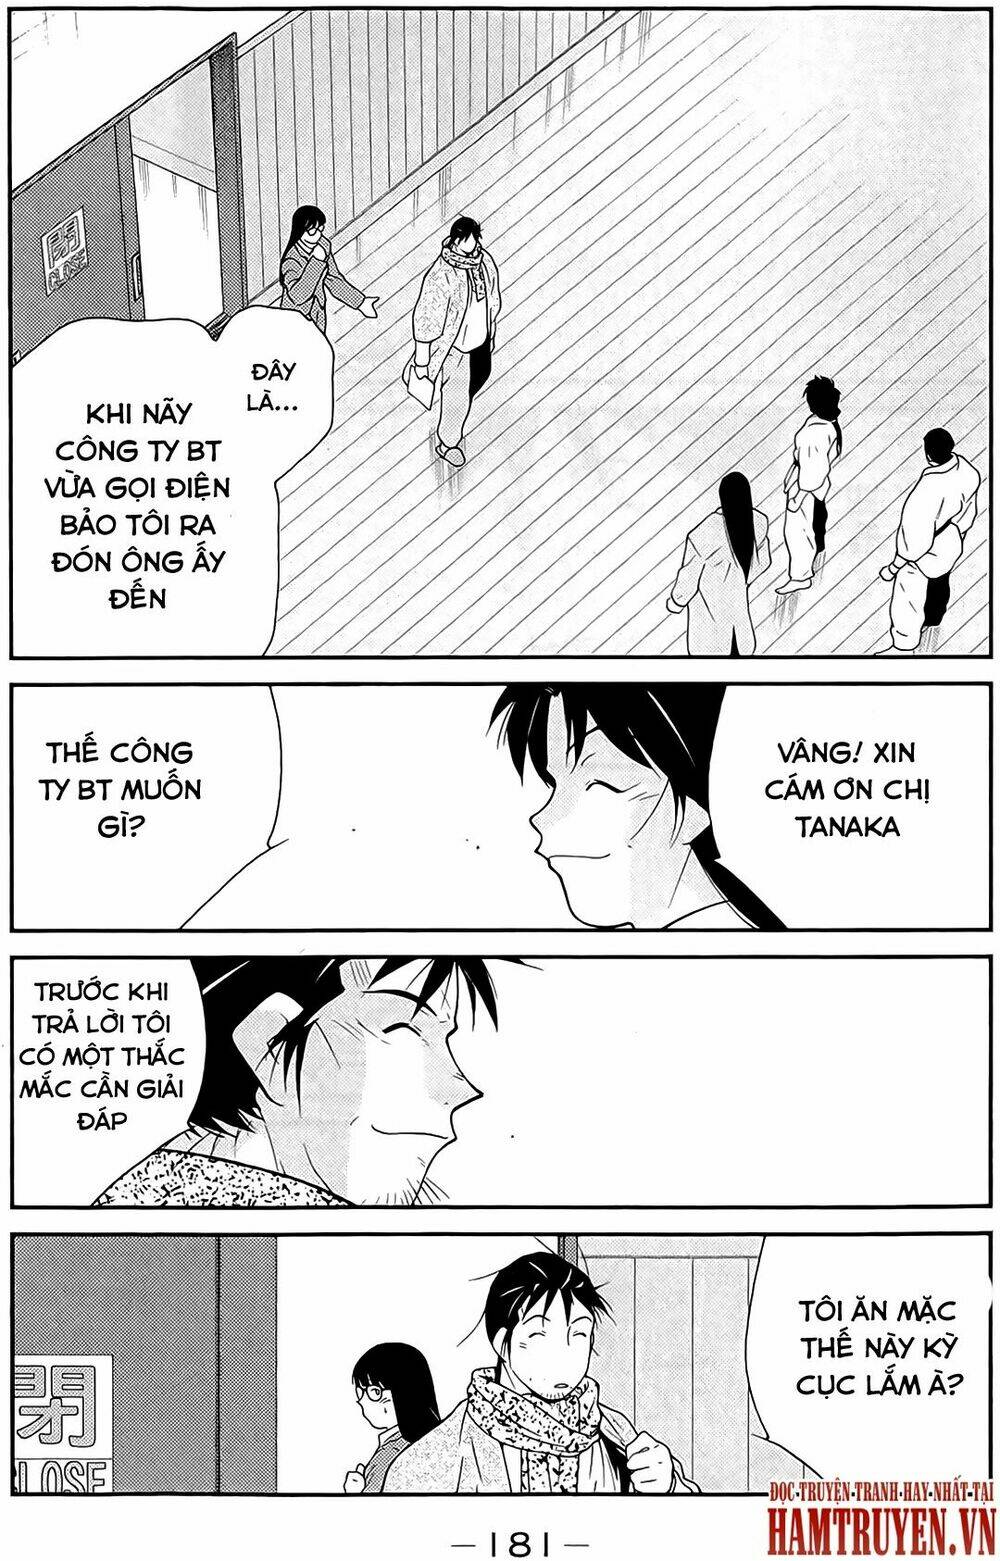 閉
CLOSE
ĐÂY
LÀ...
KHI NÃY
CÔNG TY BT
VỪA GỌI ĐIỆN
BẢO TÔI RA
ĐÓN ÔNG ẤY
ĐẾN
VÂNG! XIN
CÁM ƠN CHỊ
TANAKA
THẾ CÔNG
TY BT MUỐN
GÌ?
TRƯỚC KHI
TRẢ LỜI TÔI
CÓ MỘT THẮC
MẮC CẦN GIẢI
ĐÁP
TÔI ĂN MẶC
THẾ NÀY KỲ
CỤC LẮM À?
閉
CLOSE
ĐỌC TRUYỆN TRANH HAY NHẤT TẠI
HAMTRUYEN.VN
—181—